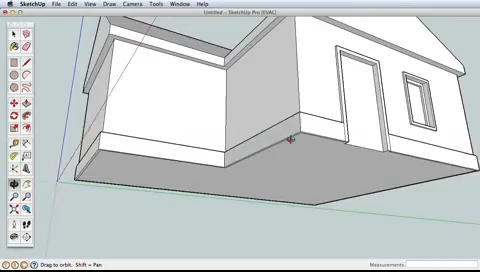 SketchUp File Edit View Draw Camera Tools Window Help
Untitled - SketchUp Pro [EVAL]
Drag to orbit. Shift = Pan
Measurements